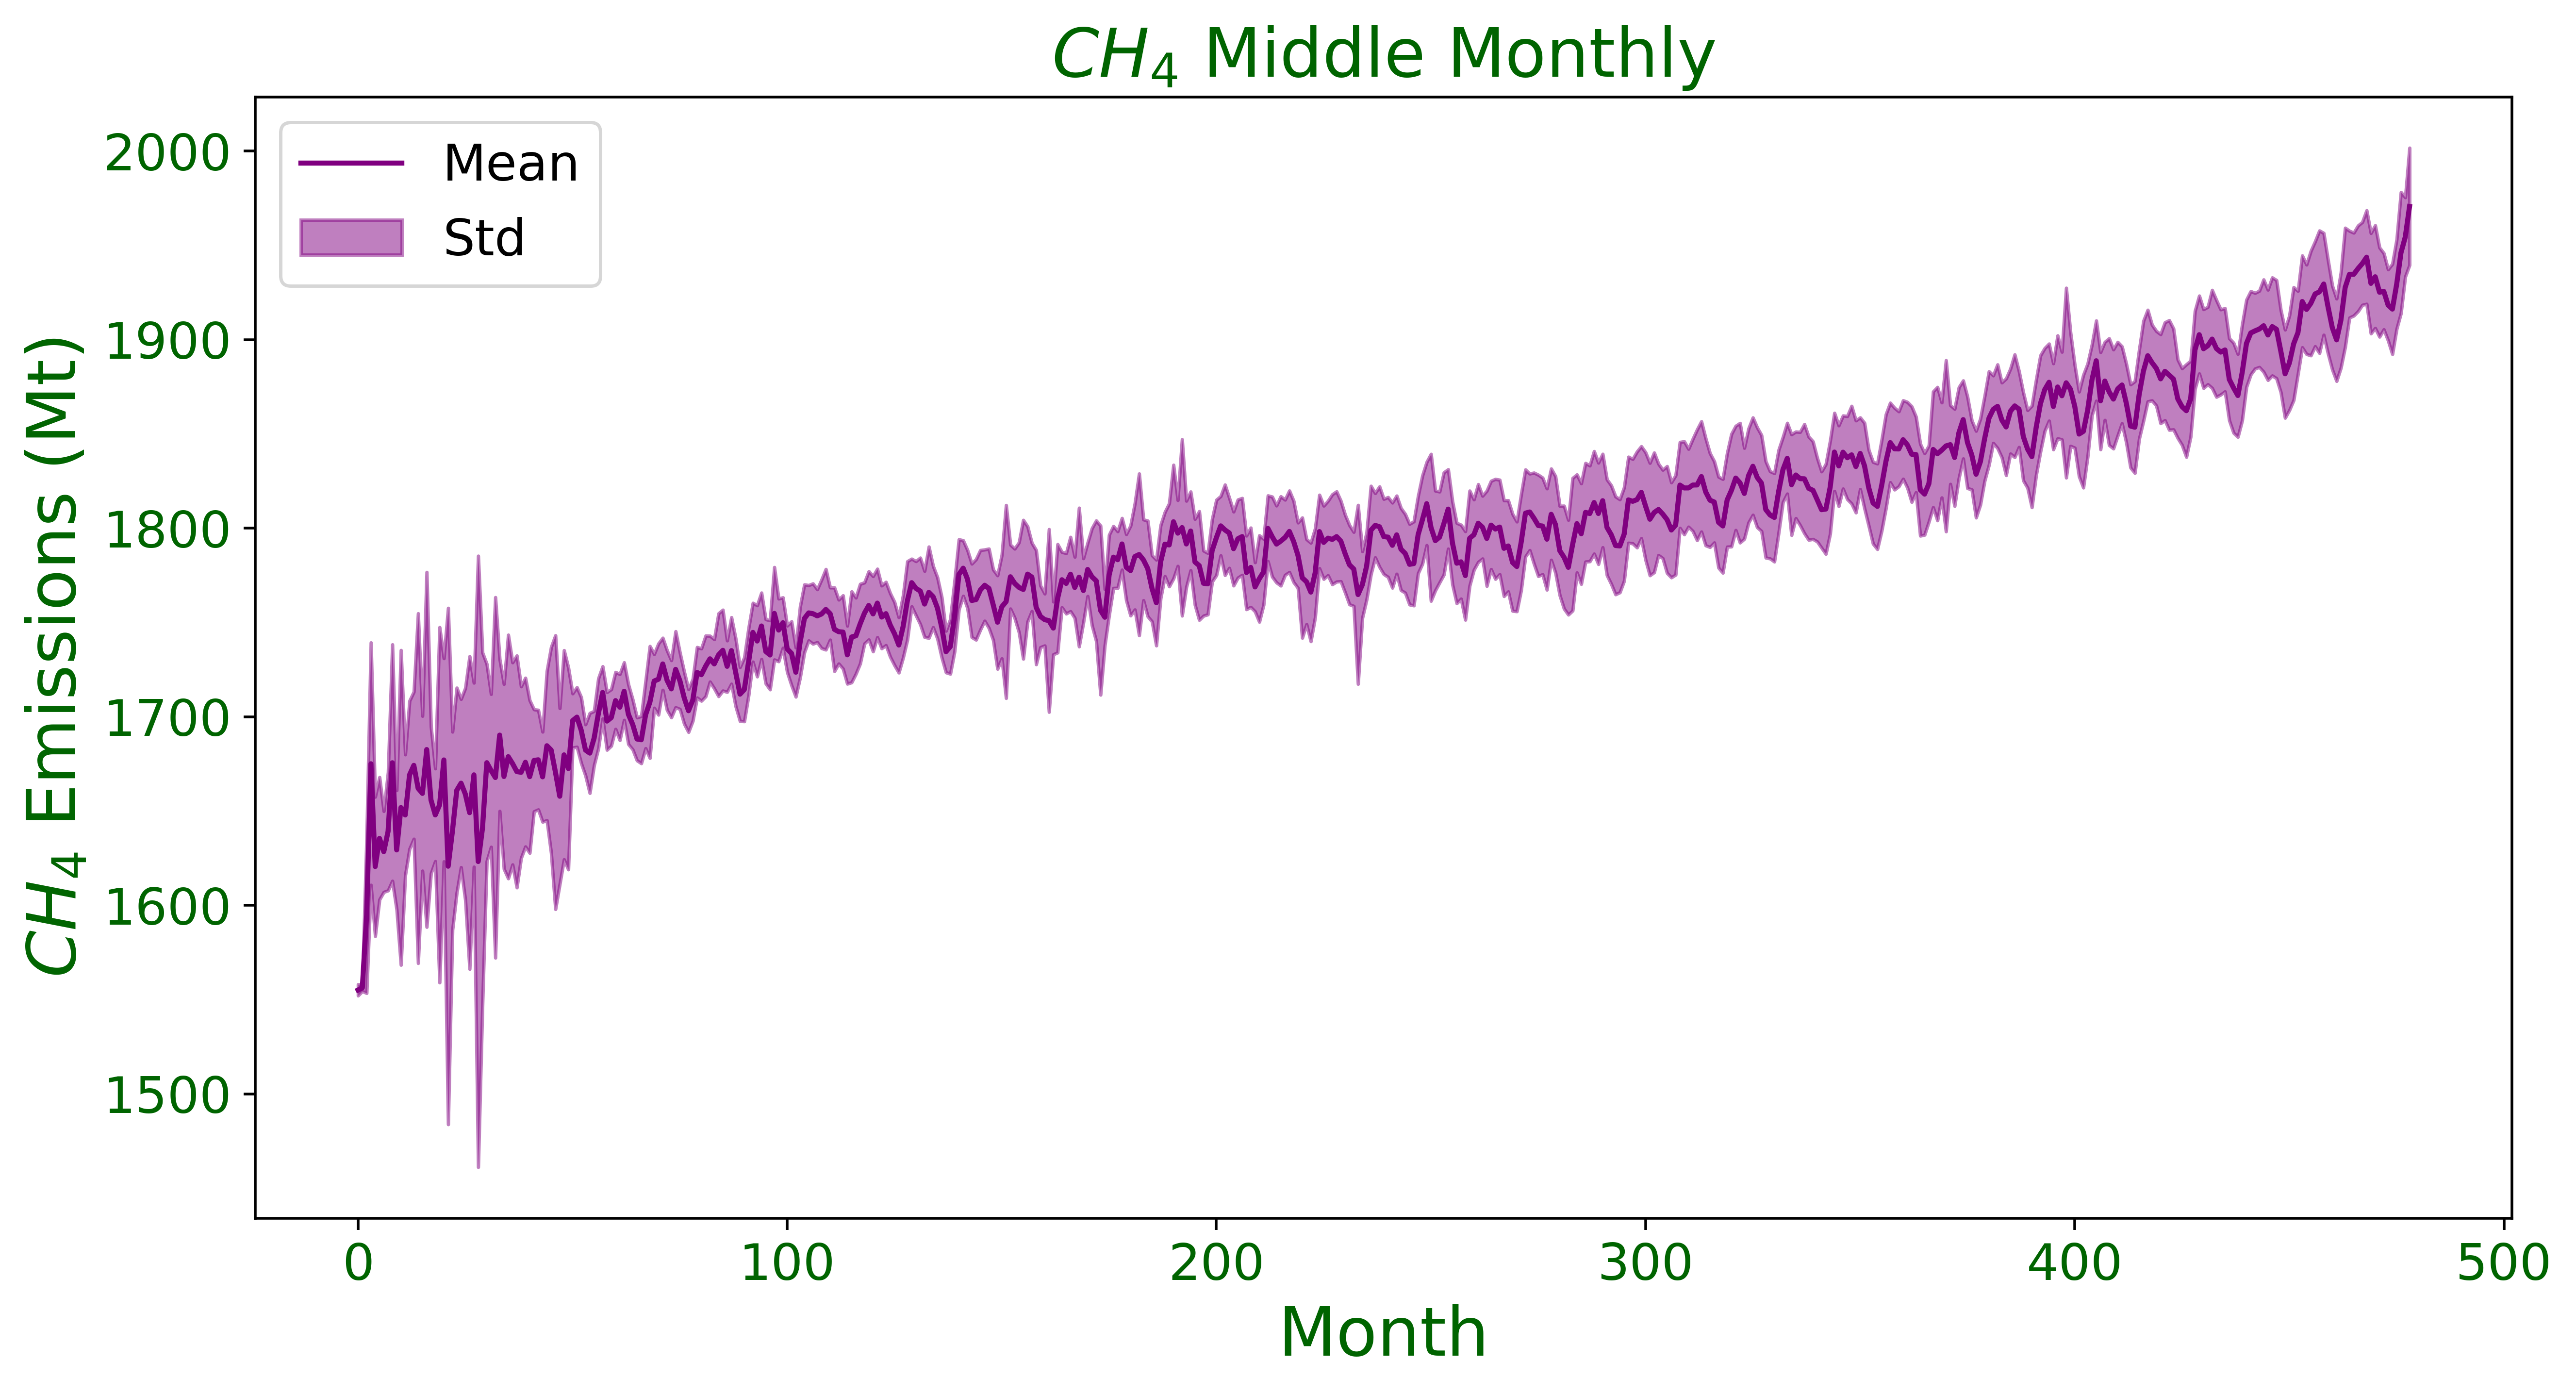 CH₄ Middle Monthly
Mean
Std
CH₄ Emissions (Mt)
2000
1900
1800
1700
1600
1500
0 100 200 300 400 500
Month